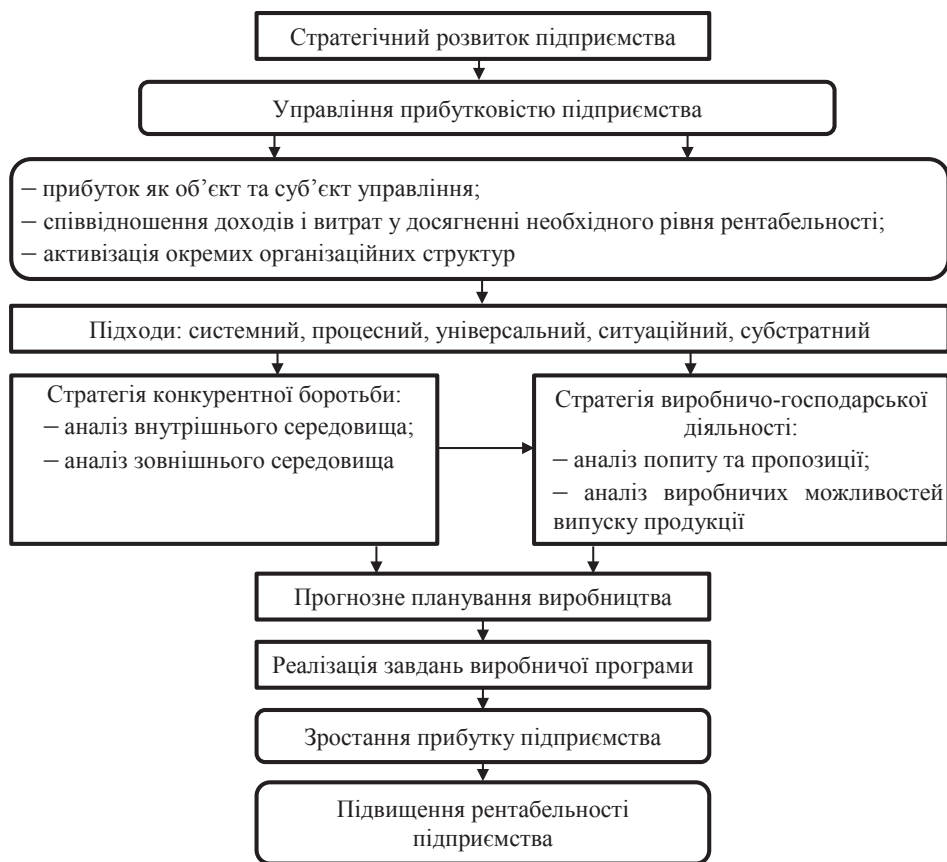 Стратегічний розвиток підприємства
Управління прибутковістю підприємства
– прибуток як об’єкт та суб’єкт управління;
– співвідношення доходів і витрат у досягненні необхідного рівня рентабельності;
– активізація окремих організаційних структур
Підходи: системний, процесний, універсальний, ситуаційний, субстратний
Стратегія конкурентної боротьби:
– аналіз внутрішнього середовища;
– аналіз зовнішнього середовища
Стратегія виробничо-господарської
діяльності:
– аналіз попиту та пропозиції;
– аналіз виробничих можливостей
випуску продукції
Прогнозне планування виробництва
Реалізація завдань виробничої програми
Зростання прибутку підприємства
Підвищення рентабельності
підприємства